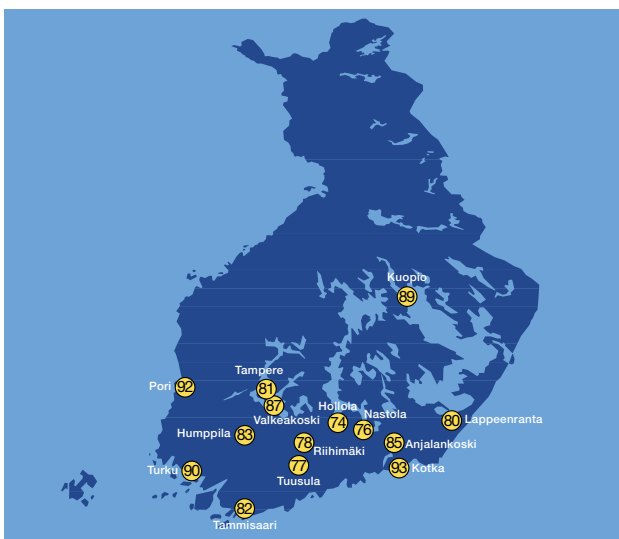 Kuopio
89
Tampere
Pori 92
81
87
Hollola
Valkeakoski
74
Nastola
76
80 Lappeenranta
Humppila 83
78
85 Anjalankoski
Riihimäki
Turku 90
77
93 Kotka
Tuusula
82
Tammisaari